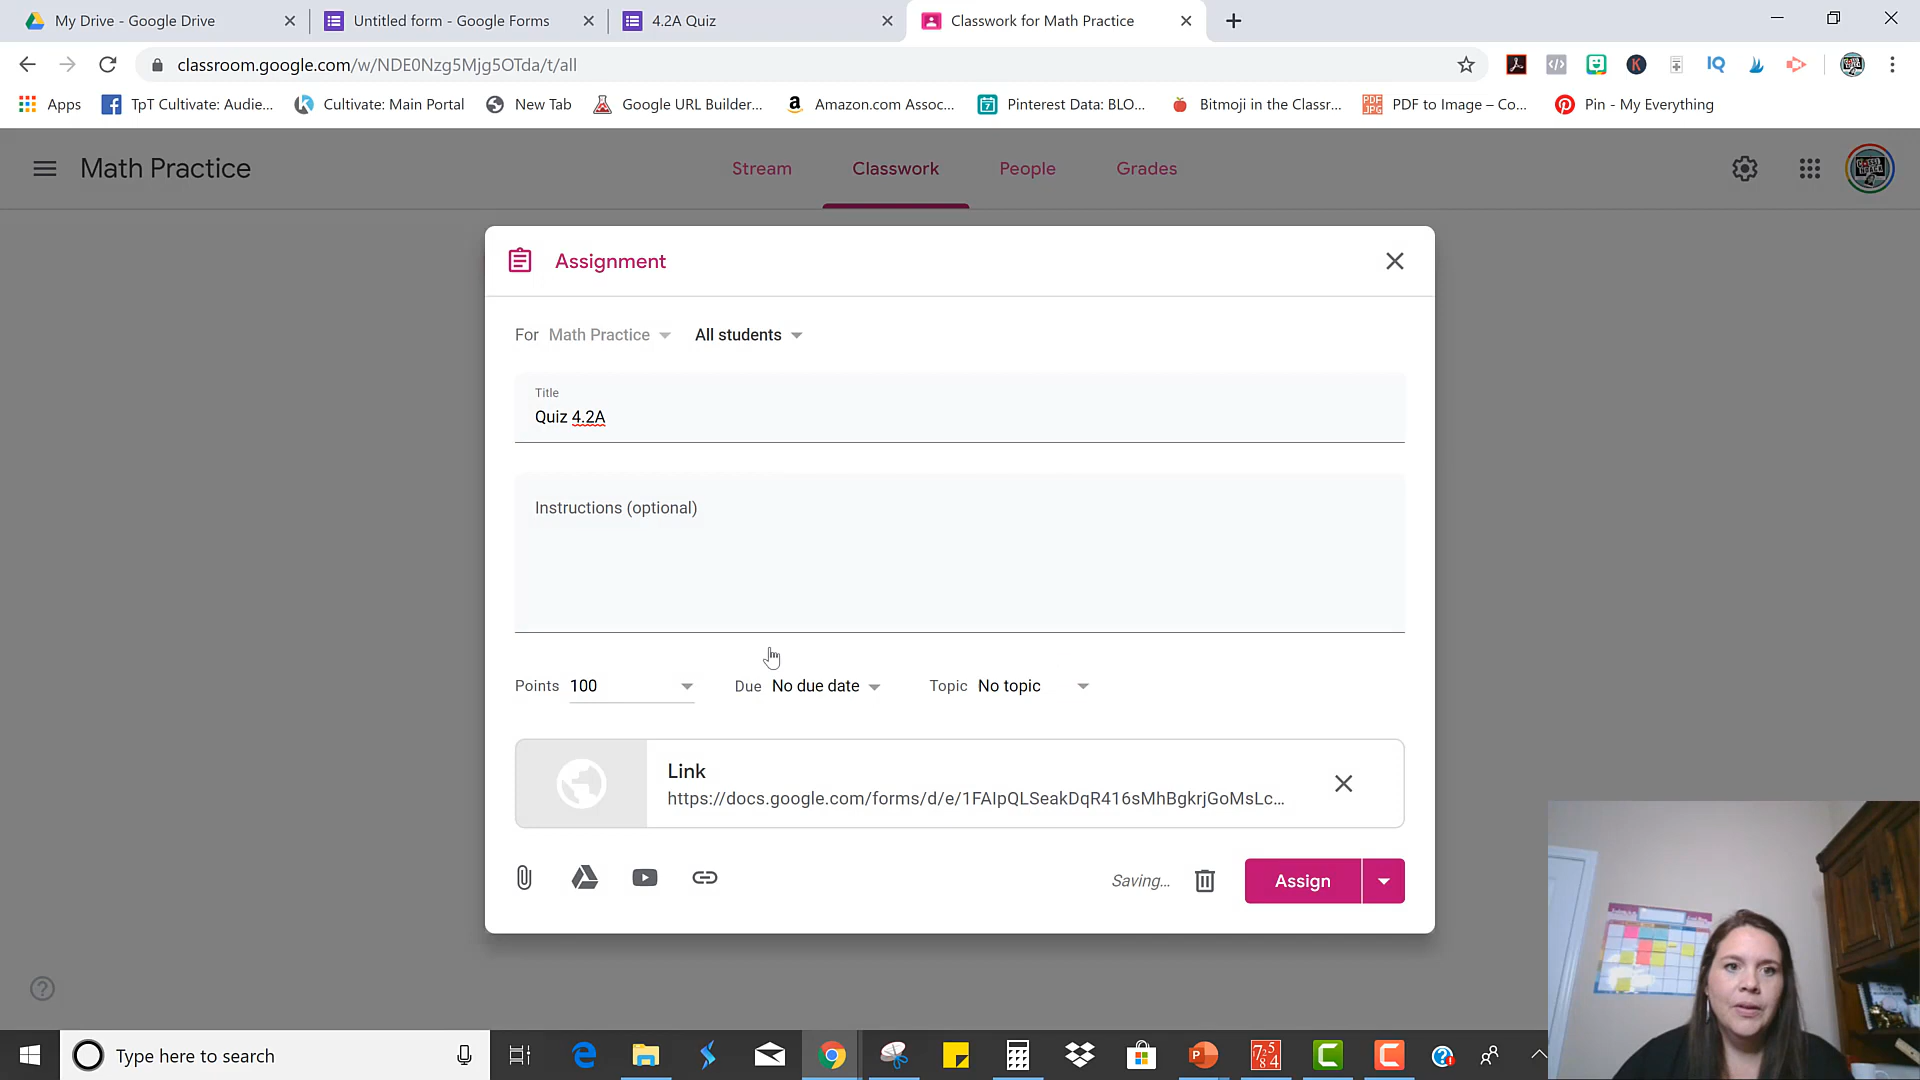 My Drive - Google Drive
Untitled form - Google Forms
4.2A Quiz
Classwork for Math Practice
classroom.google.com/w/NDE0Nzg5Mjg5OTda/t/all
Apps
TpT Cultivate: Audie...
Cultivate: Main Portal
New Tab
Google URL Builder...
Amazon.com Assoc...
Pinterest Data: BLO...
Bitmoji in the Classr...
PDF to Image – Co...
Pin - My Everything
Math Practice
Stream
Classwork
People
Grades
Assignment
For Math Practice
All students
Title
Quiz 4.2A
Instructions (optional)
Points 100
Due No due date
Topic No topic
Link
https://docs.google.com/forms/d/e/1FAIpQLSeakDqR416sMhBgkrjGoMsLc...
Saving...
Assign
Type here to search